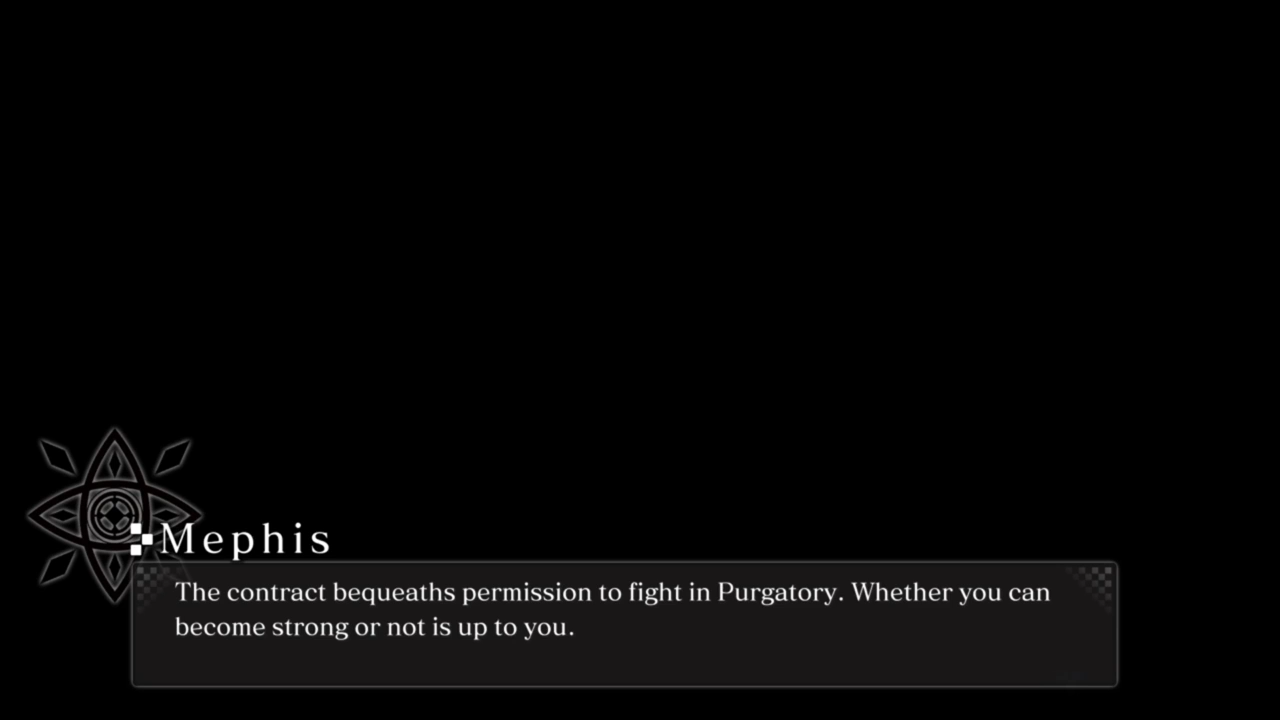 Mephis
The contract bequeaths permission to fight in Purgatory. Whether you can
become strong or not is up to you.